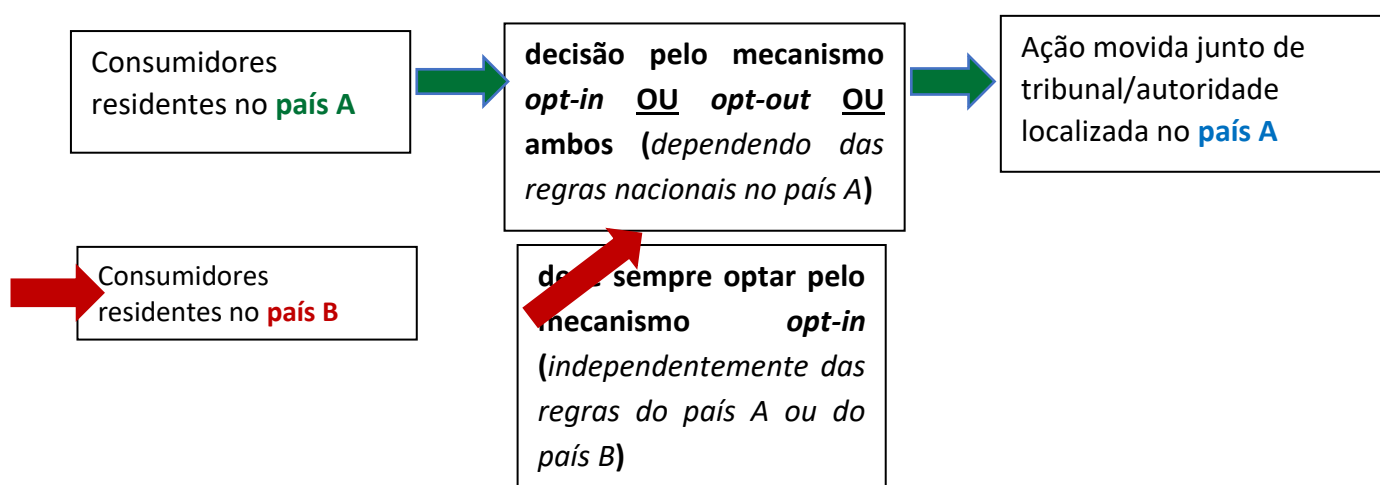 Consumidores
residentes no país A
decisão pelo mecanismo
opt-in OU opt-out OU
ambos (dependendo das
regras nacionais no país A)
Ação movida junto de
tribunal/autoridade
localizada no país A
Consumidores
residentes no país B
sempre optar pelo
mecanismo opt-in
(independentemente das
regras do país A ou do
país B)